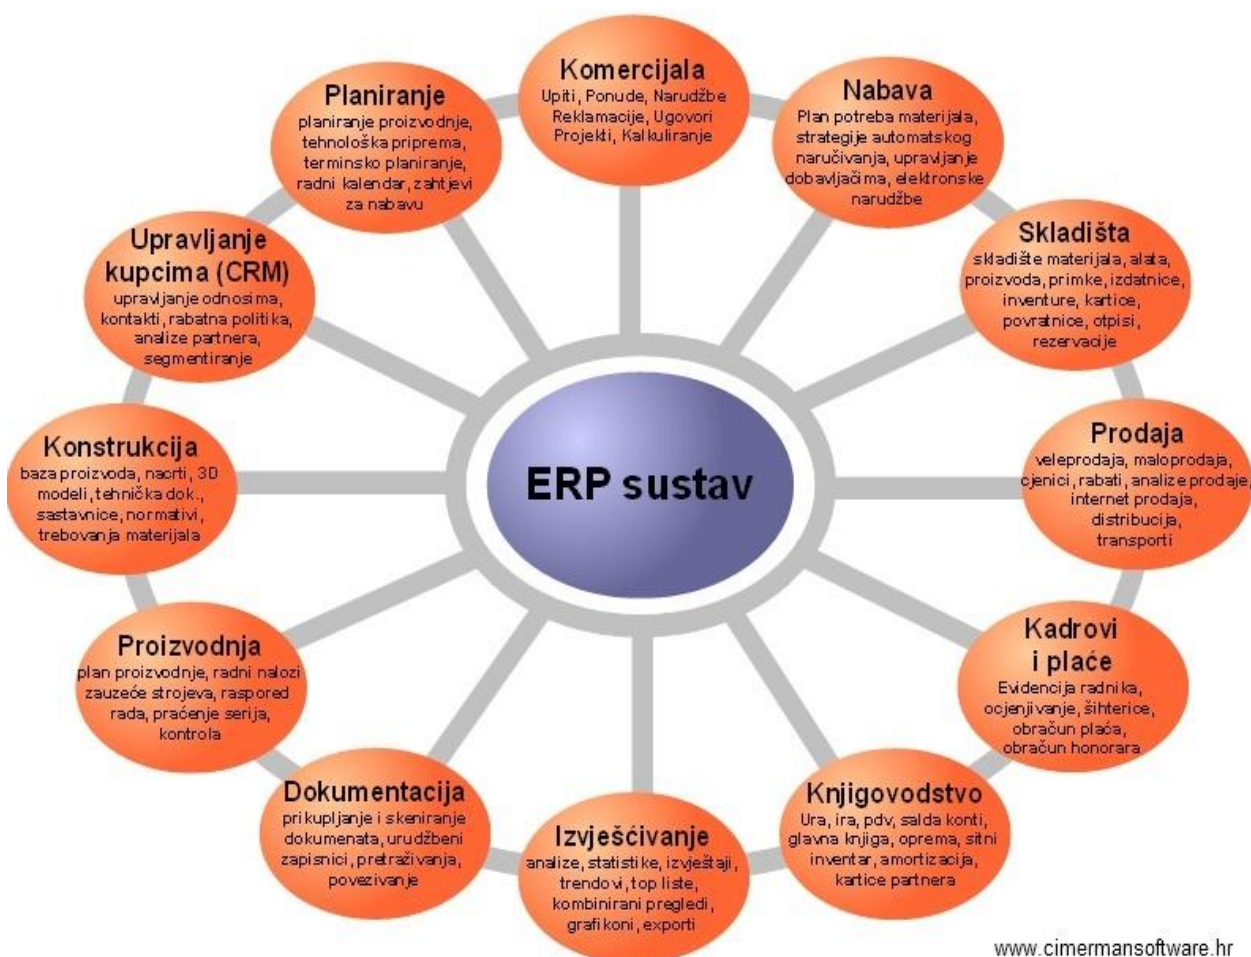 Komercijala
Upiti, Ponude, Narudžbe
Reklamacije, Ugovori
Projekti, Kalkuliranje
Nabava
Plan potreba materijala,
strategije automatskog
naručivanja, upravljanje
dobavljačima, elektronske
narudžbe
Skladišta
skladište materijala, alata,
proizvoda, primke, izdatnice,
inventure, kartice,
povratnice, otpisi,
rezervacije
Prodaja
veleprodaja, maloprodaja,
cjenici, rabati, analize prodaje,
internet prodaja,
distribucija,
transporti
Kadrovi
i plaće
Evidencija radnika,
ocjenjivanje, šihterice,
obračun plaća,
obračun honorara
Knjigovodstvo
Ura, ira, pdv, salda konti,
glavna knjiga, oprema, sitni
inventar, amortizacija,
kartice partnera
Izvješćivanje
analize, statistike, izvještaji,
trendovi, top liste,
kombinirani pregledi,
grafikoni, exporti
Dokumentacija
prikupljanje i skeniranje
dokumenata, urudžbeni
zapisnici, pretraživanja,
povezivanje
Proizvodnja
plan proizvodnje, radni nalozi
zauzeće strojeva, raspored
rada, praćenje serija,
kontrola
Konstrukcija
baza proizvoda, nacrti, 3D
modeli, tehnička dok.,
sastavnice, normativi,
trebovanja materijala
Upravljanje
kupcima (CRM)
upravljanje odnosima,
kontakti, rabatna politika,
analize partnera,
segmentiranje
Planiranje
planiranje proizvodnje,
tehnološka priprema,
terminsko planiranje,
radni kalendar, zahtjevi
za nabavu
ERP sustav
www.cimermansoftware.hr